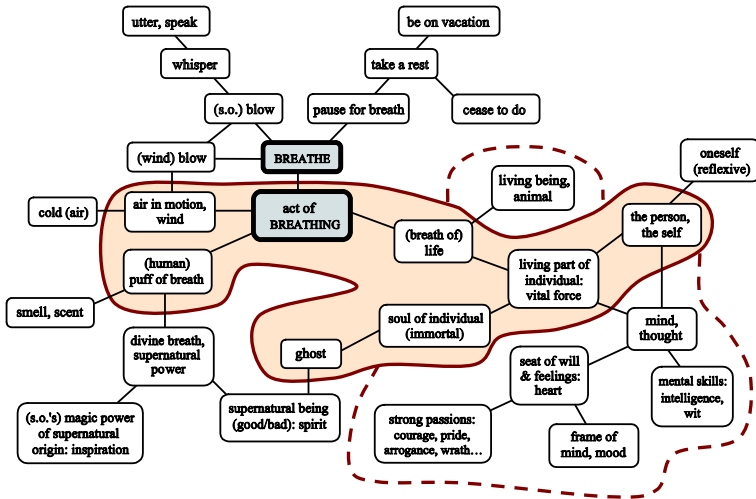 utter, speak
be on vacation
whisper
take a rest
(s.o.) blow
pause for breath
cease to do
oneself
(reflexive)
(wind) blow
BREATHE
living being,
animal
cold (air)
air in motion,
wind
act of
BREATHING
the person,
the self
(breath of)
life
(human)
puff of breath
living part of
individual:
vital force
smell, scent
soul of individual
(immortal)
mind,
thought
divine breath,
supernatural
power
ghost
seat of will
& feelings:
heart
mental skills:
intelligence,
wit
(s.o.'s) magic power
of supernatural
origin: inspiration
supernatural being
(good/bad): spirit
strong passions:
courage, pride,
arrogance, wrath...
frame of
mind, mood